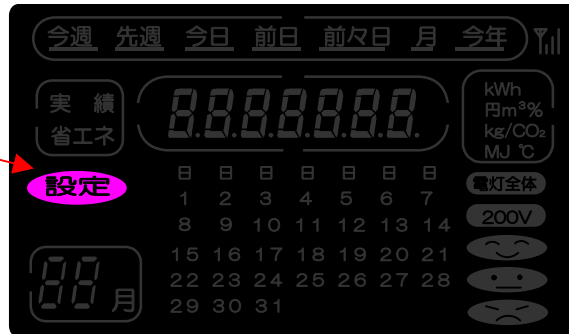 今週 先週 今日 前日 前々日 月 今年
実績
省エネ
8.8.8.8.8.8.8.
kWh
円m³%
kg/CO₂
MJ ℃
設定
日 日 日 日 日 日 日
1 2 3 4 5 6 7
8 9 10 11 12 13 14
15 16 17 18 19 20 21
22 23 24 25 26 27 28
29 30 31
電灯全体
200V
88月